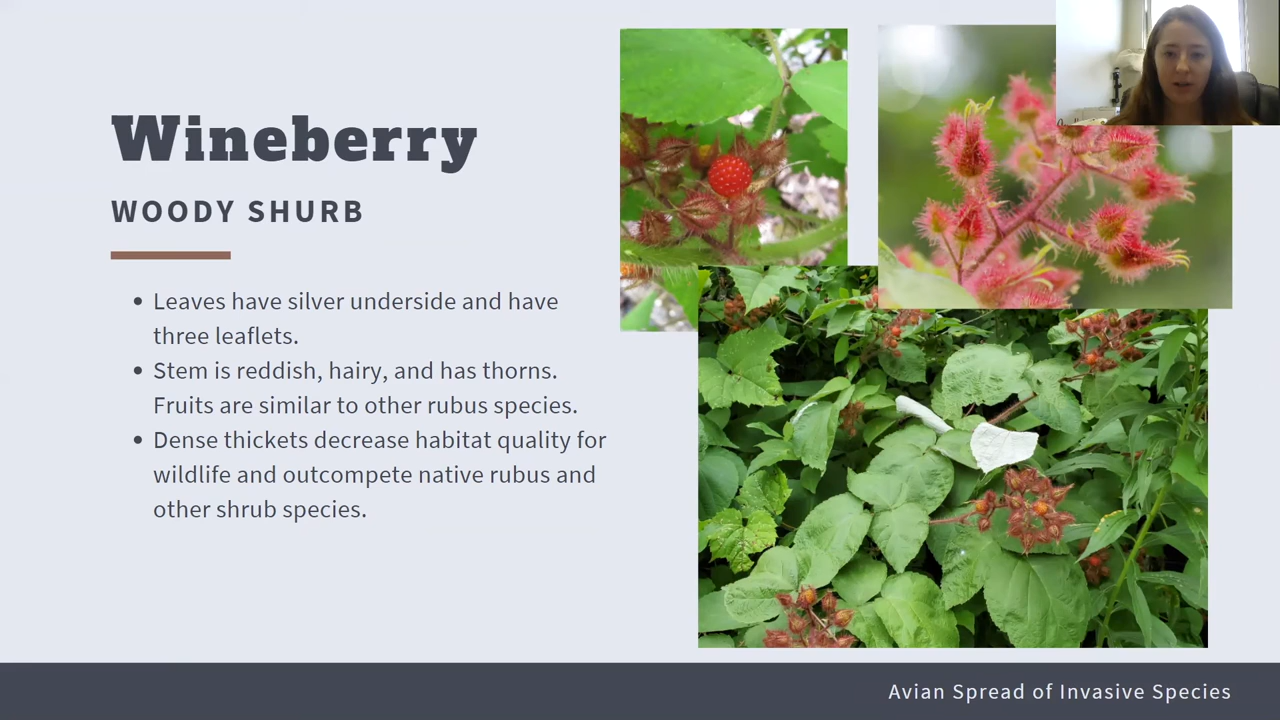 Wineberry
WOODY SHURB
• Leaves have silver underside and have
three leaflets.
• Stem is reddish, hairy, and has thorns.
Fruits are similar to other rubus species.
• Dense thickets decrease habitat quality for
wildlife and outcompete native rubus and
other shrub species.
Avian Spread of Invasive Species